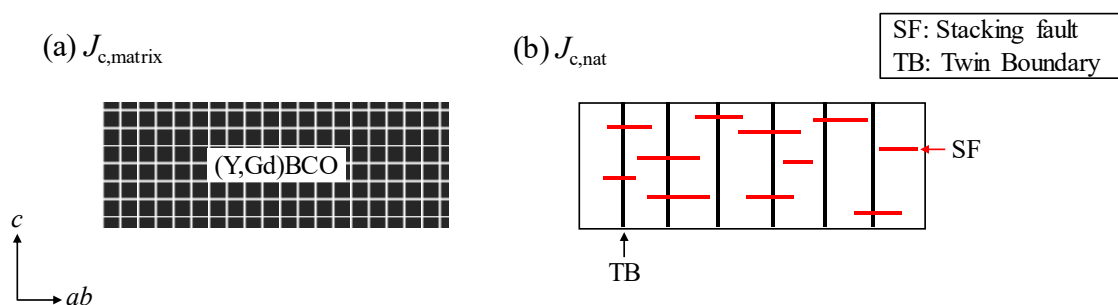 (a) Jc,matrix
(b) Jc,nat
SF: Stacking fault
TB: Twin Boundary
(Y,Gd)BCO
SF
TB
c
ab